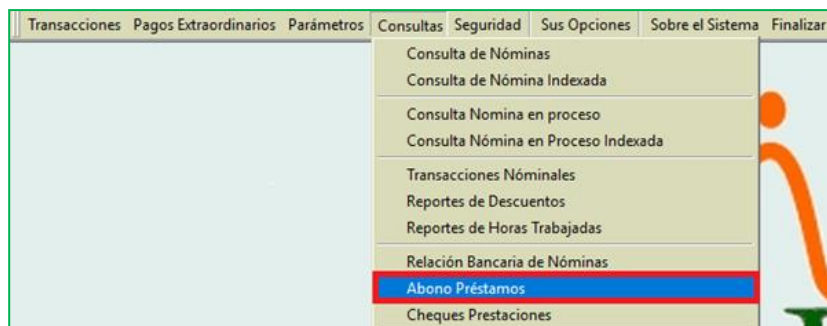 Transacciones Pagos Extraordinarios Parámetros Consultas Seguridad Sus Opciones Sobre el Sistema Finalizar
Consulta de Nóminas
Consulta de Nómina Indexada
Consulta Nomina en proceso
Consulta Nómina en Proceso Indexada
Transacciones Nóminales
Reportes de Descuentos
Reportes de Horas Trabajadas
Relación Bancaria de Nóminas
Abono Préstamos
Cheques Prestaciones